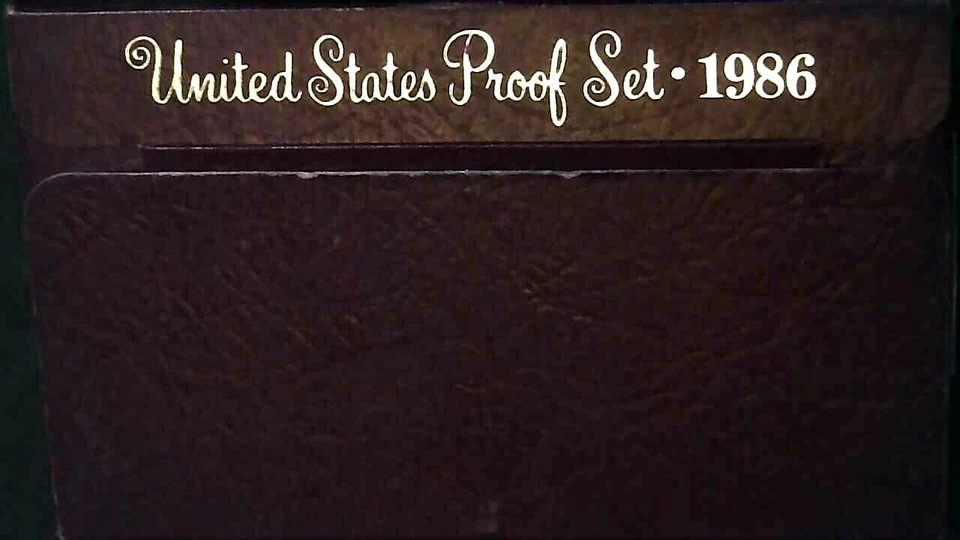 United States Proof Set • 1986